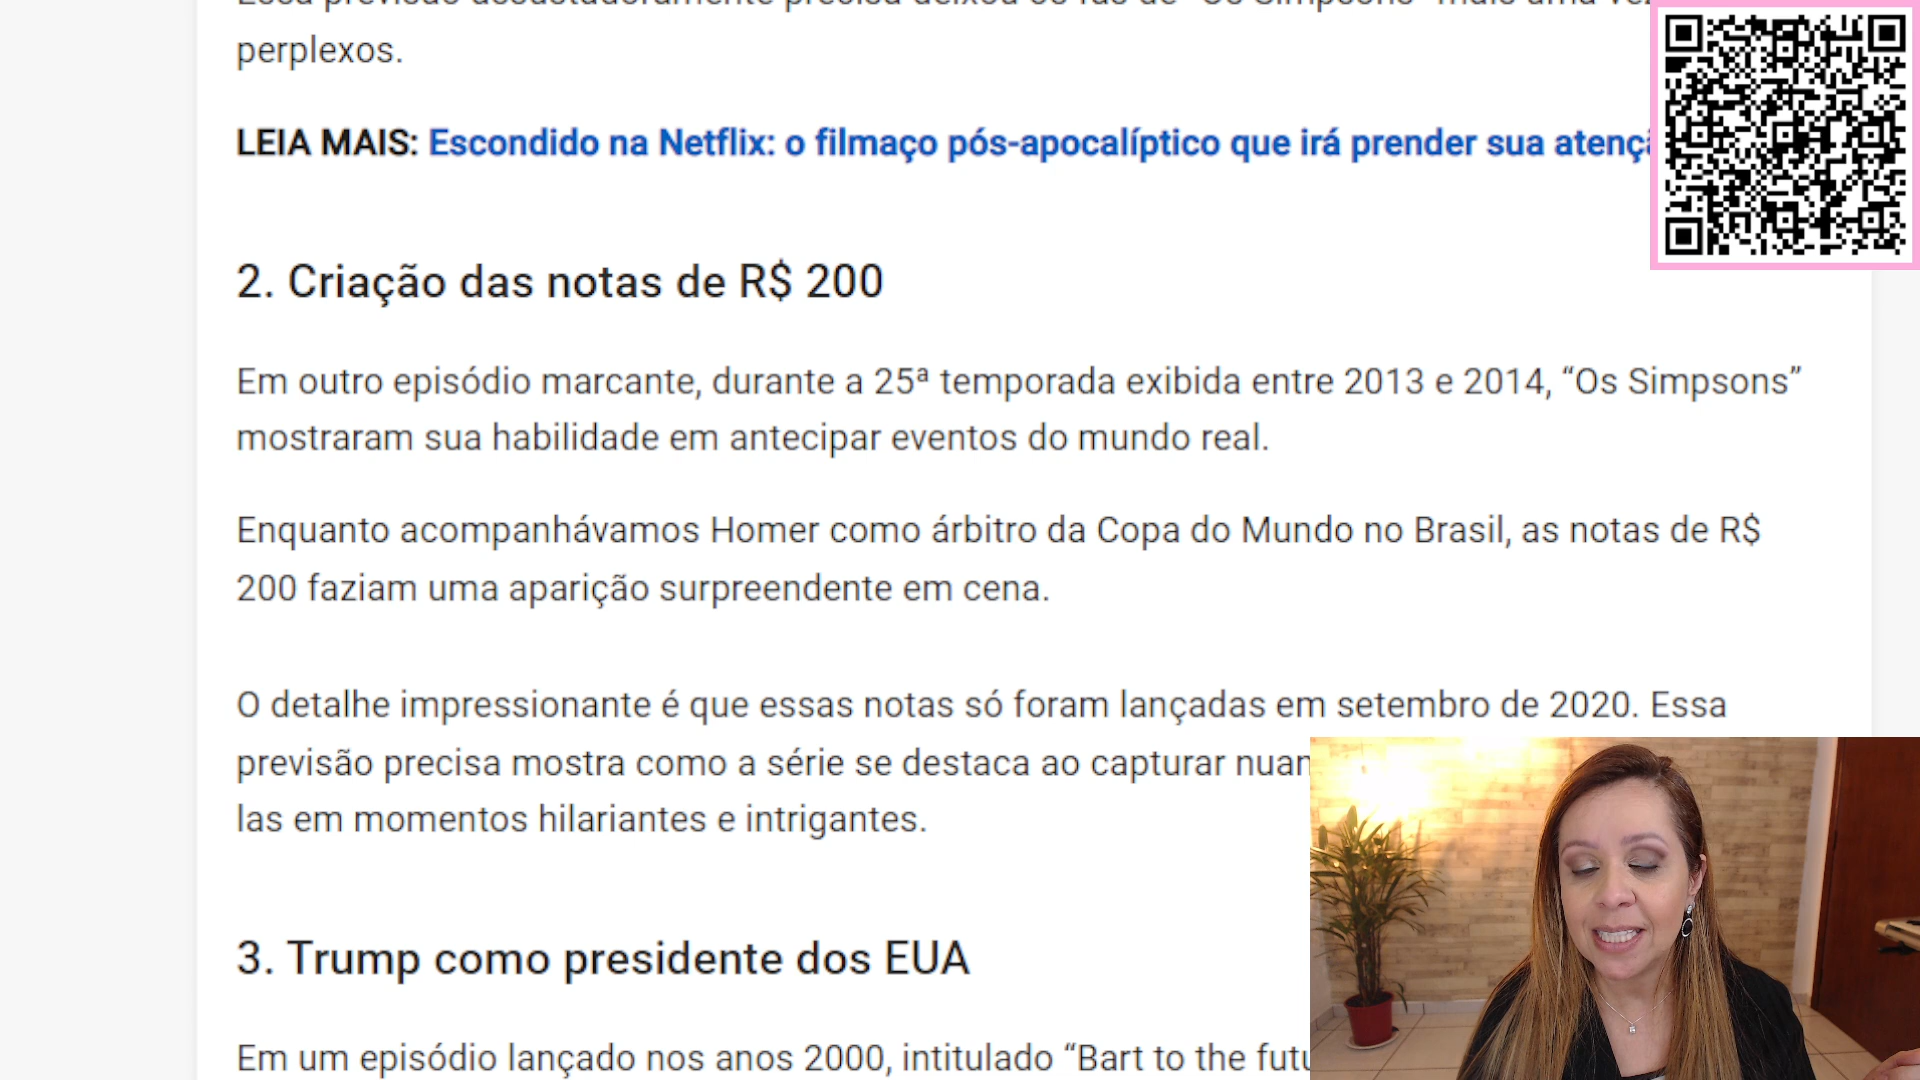 perplexos.
LEIA MAIS: Escondido na Netflix: o filmaço pós-apocalíptico que irá prender sua
2. Criação das notas de R$ 200
Em outro episódio marcante, durante a 25ª temporada exibida entre 2013 e 2014, “Os Simpsons”
mostraram sua habilidade em antecipar eventos do mundo real.
Enquanto acompanhávamos Homer como árbitro da Copa do Mundo no Brasil, as notas de R$
200 faziam uma aparição surpreendente em cena.
O detalhe impressionante é que essas notas só foram lançadas em setembro de 2020. Essa
previsão precisa mostra como a série se destaca ao capturar
las em momentos hilariantes e intrigantes.
3. Trump como presidente dos EUA
Em um episódio lançado nos anos 2000, intitulado “Bart to the